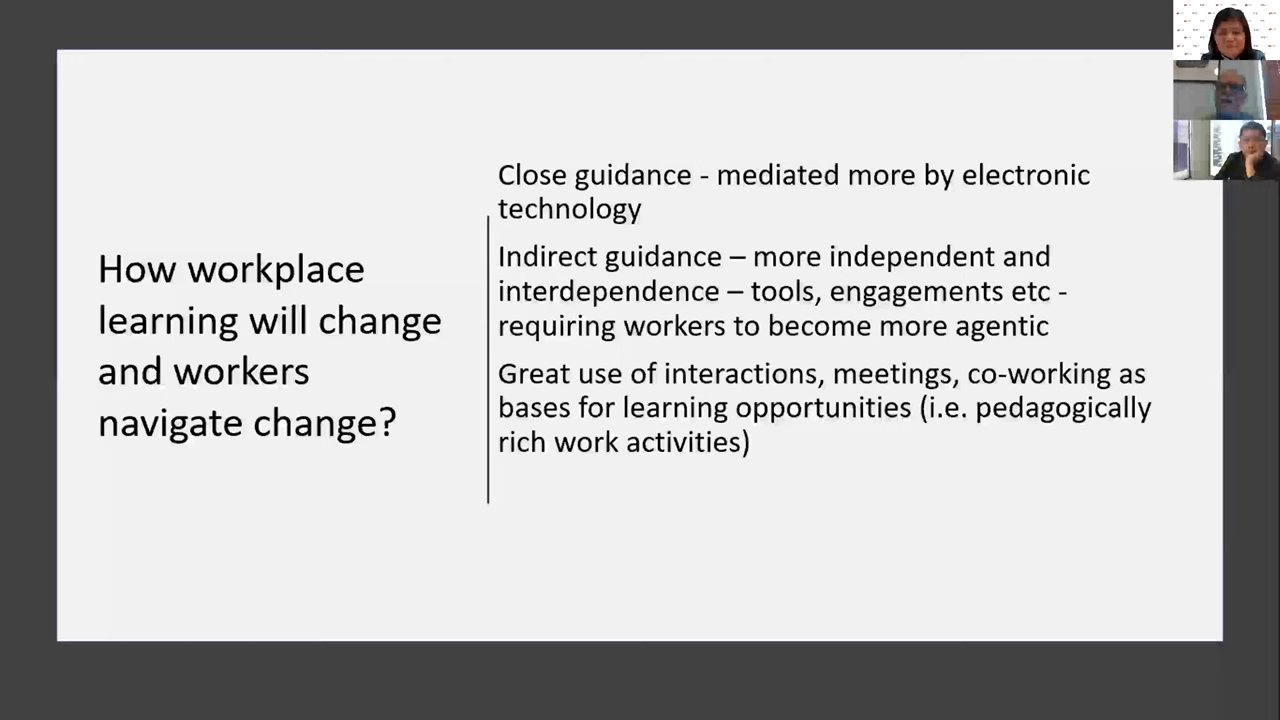 How workplace
learning will change
and workers
navigate change?
Close guidance - mediated more by electronic
technology
Indirect guidance – more independent and
interdependence – tools, engagements etc -
requiring workers to become more agentic
Great use of interactions, meetings, co-working as
bases for learning opportunities (i.e. pedagogically
rich work activities)